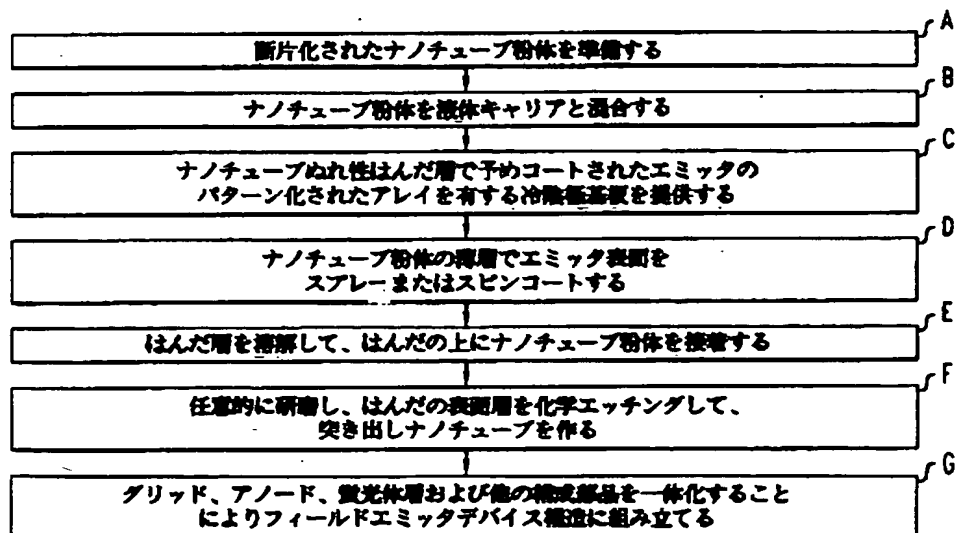 A
断片化されたナノチューブ粉体を準備する
B
ナノチューブ粉体を液体キャリアと混合する
C
ナノチューブぬれ性はんだ層で予めコートされたエミッタの
パターン化されたアレイを有する冷陰極基板を提供する
D
ナノチューブ粉体の薄層でエミッタ表面を
スプレーまたはスピンコートする
E
はんだ層を溶解して、はんだの上にナノチューブ粉体を接着する
F
任意的に研磨し、はんだの表面層を化学エッチングして、
突き出しナノチューブを作る
G
グリッド、アノード、蛍光体層および他の構成部品を一体化すること
によりフィールドエミッタデバイス構造に組み立てる